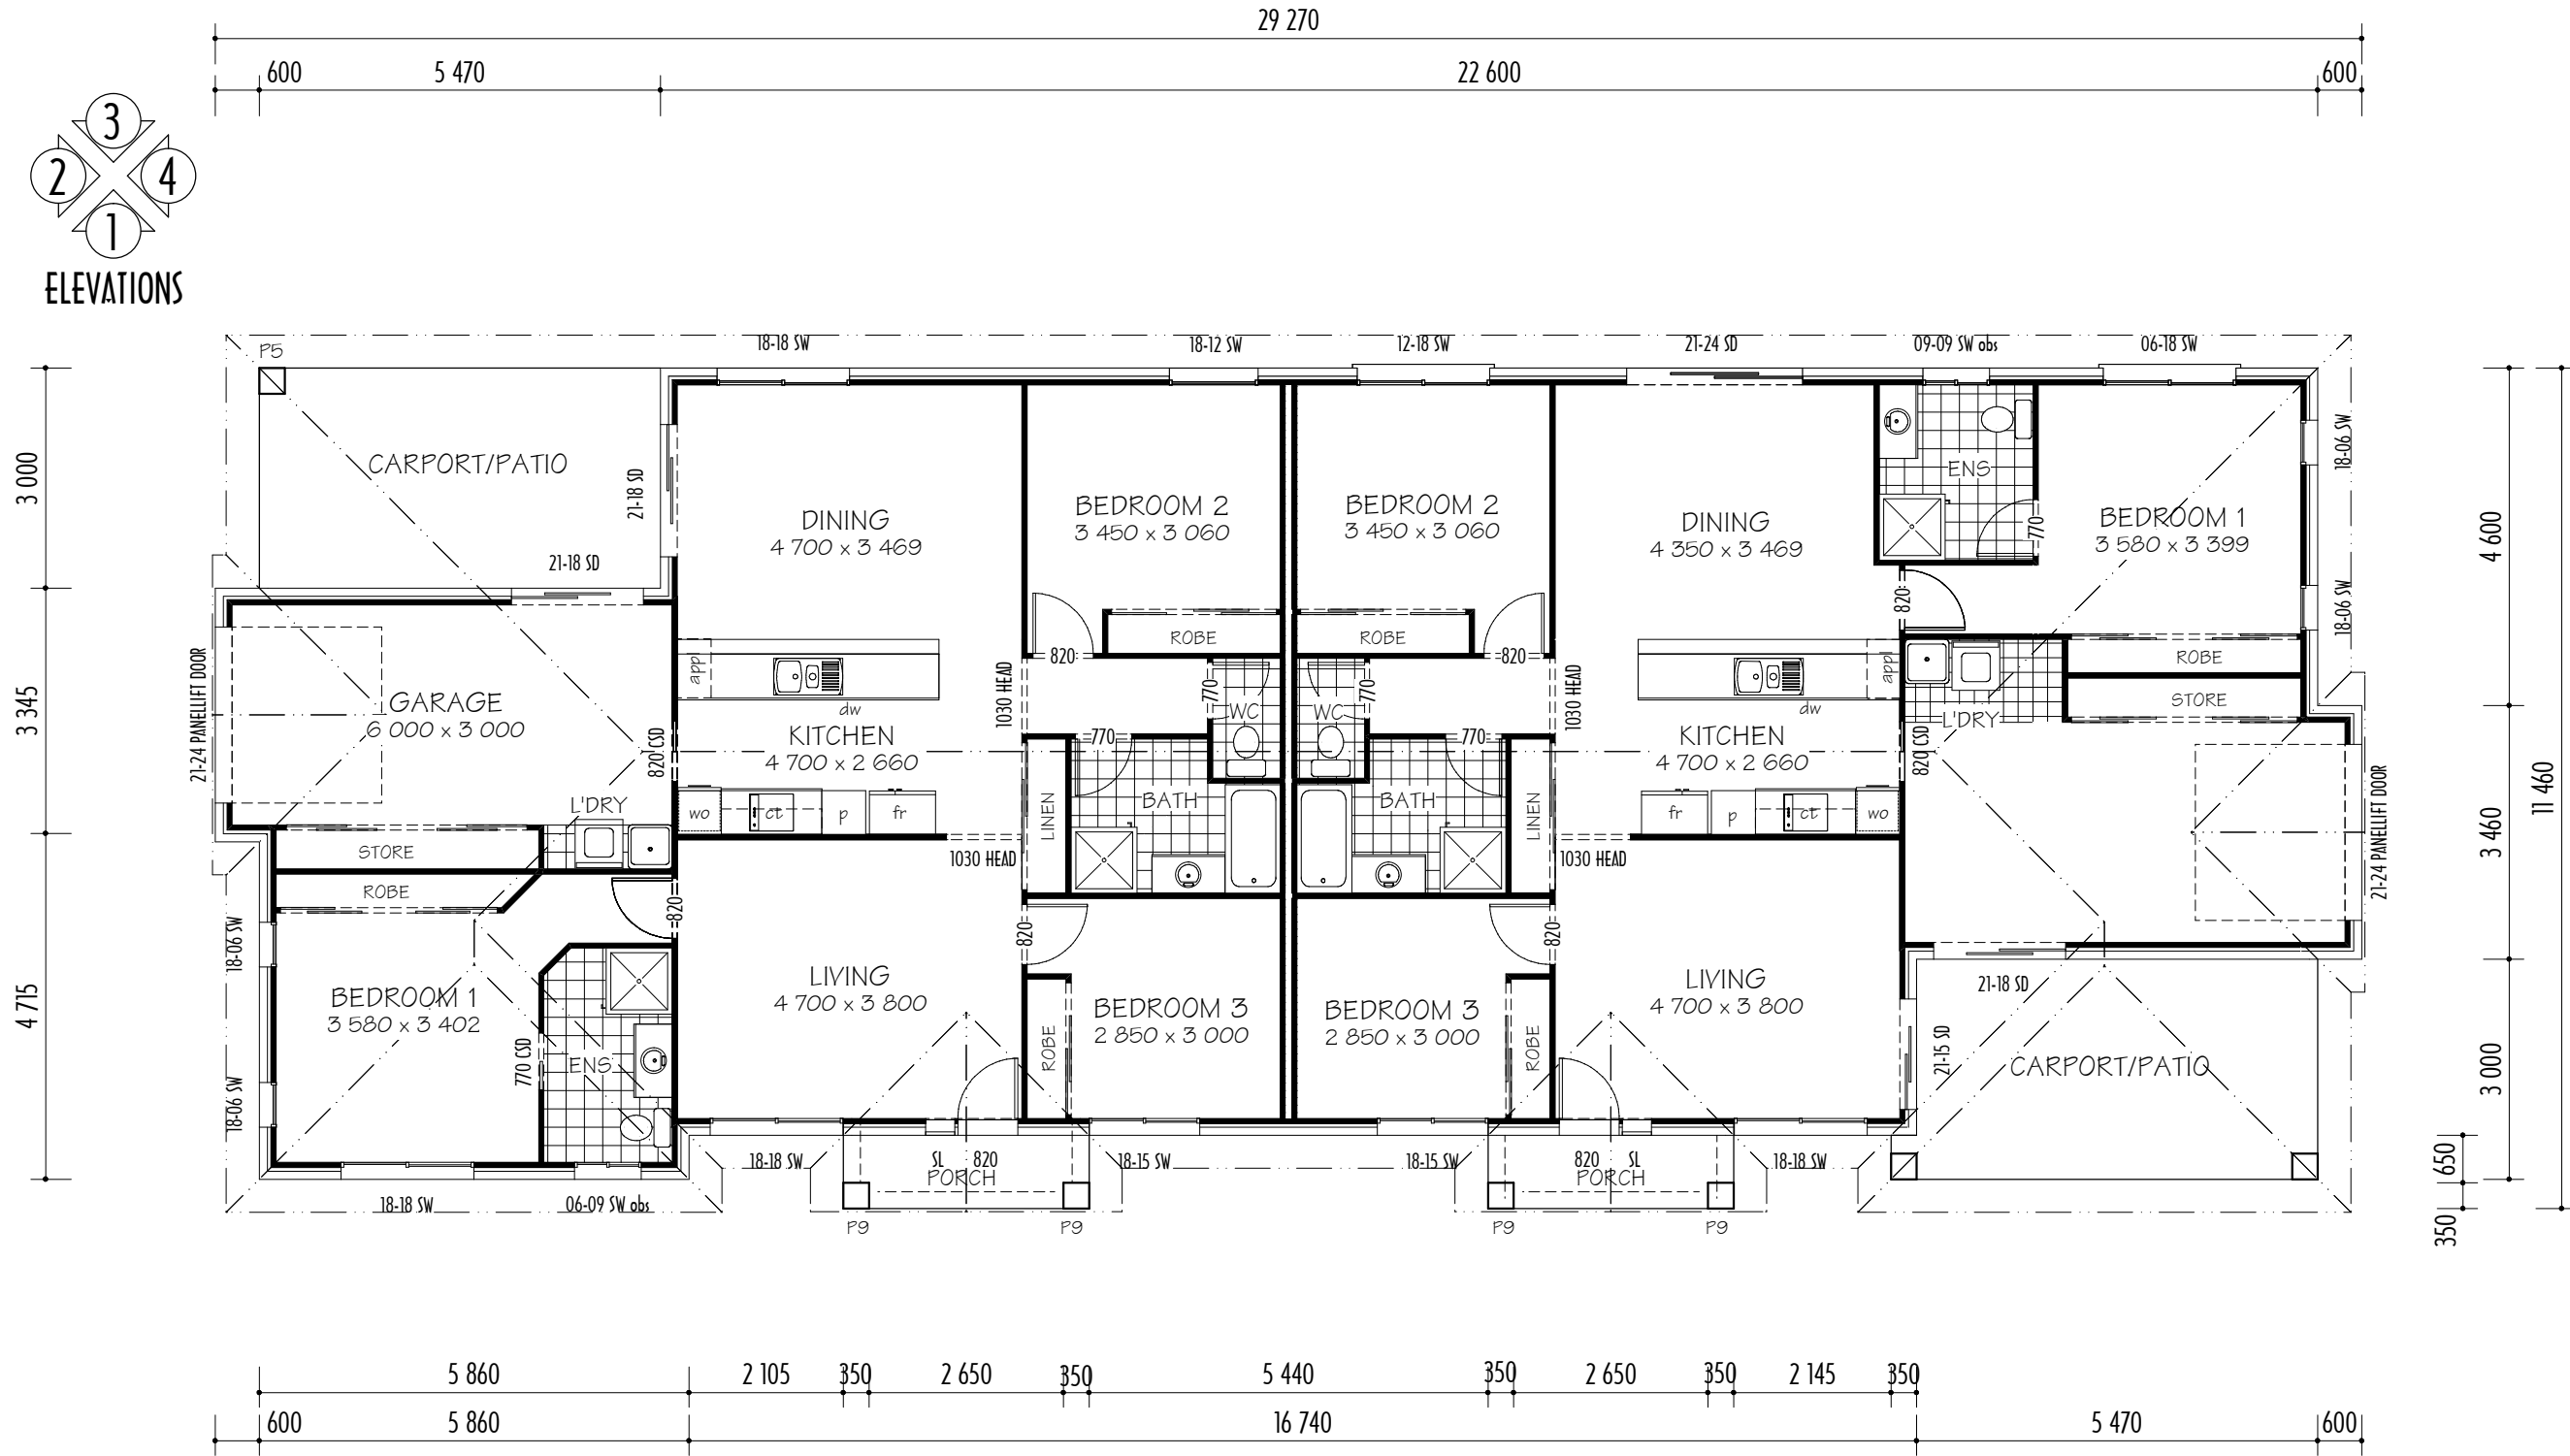 29 270
600 5 470 22 600 600
3
2 4
1
ELEVATIONS
18-18 SW 18-12 SW 12-18 SW 21-24 SD 09-09 SW obs 06-18 SW
P5
3 000
3 345
4 715
CARPORT/PATIO
21-18 SD
21-18 SD
DINING
4 700 x 3 469
BEDROOM 2
3 450 x 3 060
BEDROOM 2
3 450 x 3 060
DINING
4 350 x 3 469
ENS
770
BEDROOM 1
3 580 x 3 399
18-06 SW
18-06 SW
4 600
3 460
3 000
11 460
650
350
ROBE
ROBE
820
820
820
ROBE
STORE
21-24 PANELLIFT DOOR
GARAGE
6 000 x 3 000
820 CSD
app
dw
KITCHEN
4 700 x 2 660
wo
ct
p
fr
1030 HEAD
1030 HEAD
770
WC
770
BATH
LINEN
770
WC
770
BATH
LINEN
1030 HEAD
1030 HEAD
app
dw
KITCHEN
4 700 x 2 660
fr
p
ct
wo
L'DRY
820 CSD
21-24 PANELLIFT DOOR
L'DRY
STORE
ROBE
820
18-06 SW
18-06 SW
BEDROOM 1
3 580 x 3 402
770 CSD
ENS
LIVING
4 700 x 3 800
820
ROBE
BEDROOM 3
2 850 x 3 000
BEDROOM 3
2 850 x 3 000
ROBE
820
LIVING
4 700 x 3 800
21-15 SD
21-18 SD
CARPORT/PATIO
18-18 SW
06-09 SW obs
18-18 SW
SL 820
PORCH
18-15 SW
18-15 SW
820 SL
PORCH
18-18 SW
P9 P9 P9 P9
5 860 2 105 350 2 650 350 5 440 350 2 650 350 2 145 350
600 5 860 16 740 5 470 600